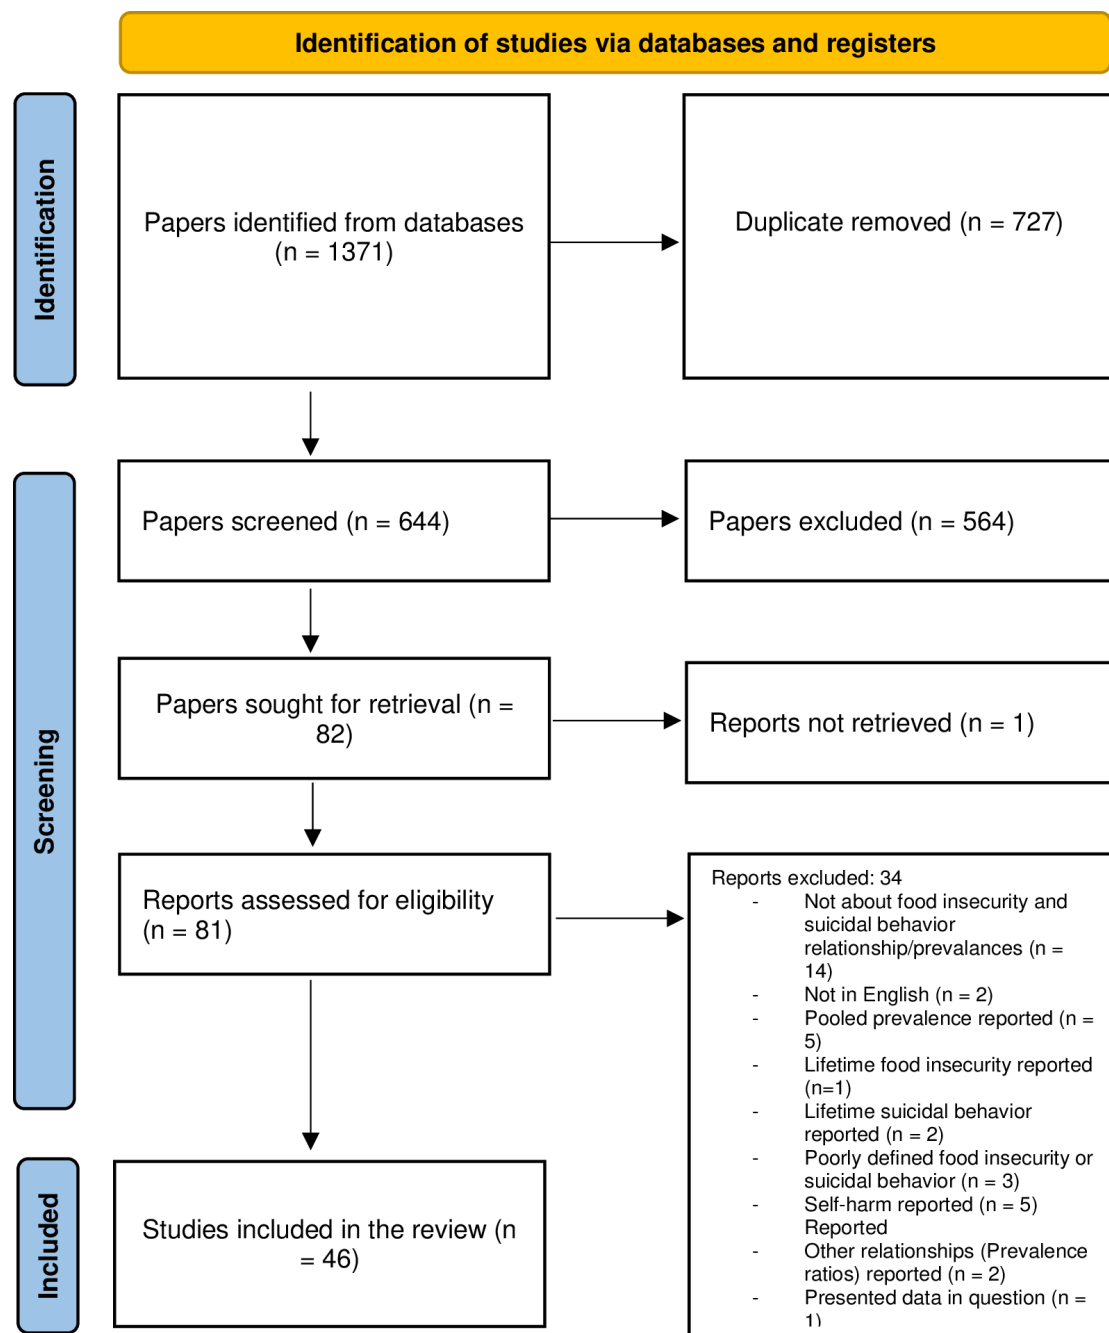 Identification of studies via databases and registers
Identification
Papers identified from databases
(n = 1371)
Duplicate removed (n = 727)
Screening
Papers screened (n = 644)
Papers excluded (n = 564)
Papers sought for retrieval (n =
82)
Reports not retrieved (n = 1)
Reports assessed for eligibility
(n = 81)
Reports excluded: 34
- Not about food insecurity and
suicidal behavior
relationship/prevalances (n =
14)
- Not in English (n = 2)
- Pooled prevalence reported (n =
5)
- Lifetime food insecurity reported
(n=1)
- Lifetime suicidal behavior
reported (n = 2)
- Poorly defined food insecurity or
suicidal behavior (n = 3)
- Self-harm reported (n = 5)
Reported
- Other relationships (Prevalence
ratios) reported (n = 2)
- Presented data in question (n =
1)
Included
Studies included in the review (n
= 46)